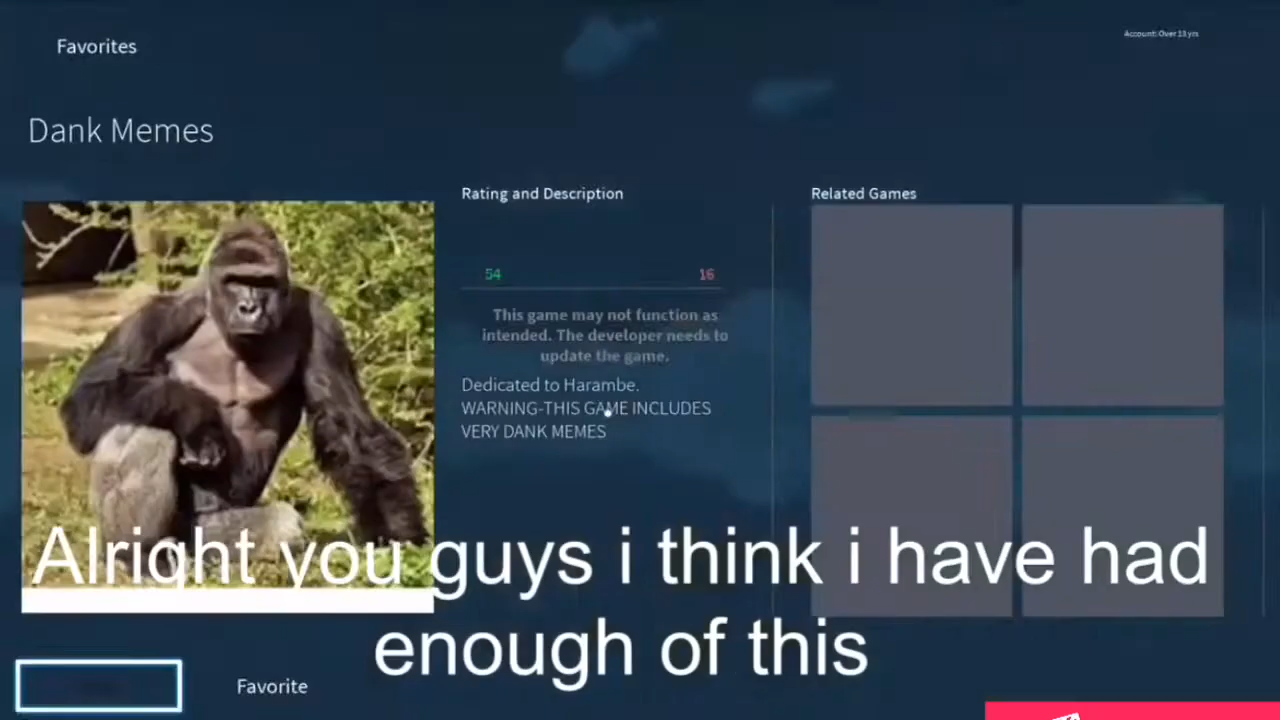 Favorites
Account: Over 13 yrs
Dank Memes
Rating and Description
Related Games
54
16
This game may not function as
intended. The developer needs to
update the game.
Dedicated to Harambe.
WARNING-THIS GAME INCLUDES
VERY DANK MEMES
Alright you guys i think i have had
enough of this
Favorite